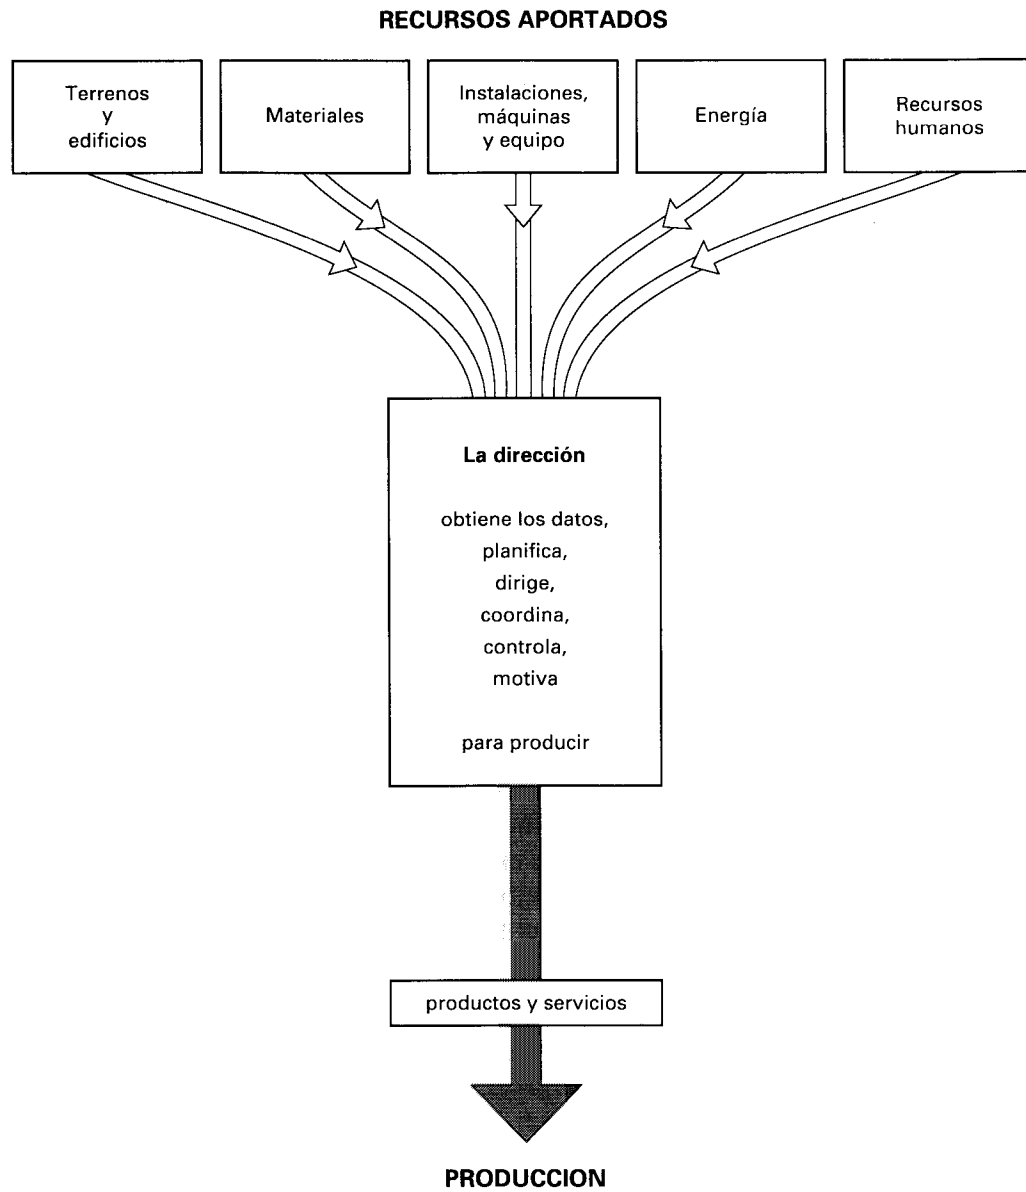 RECURSOS APORTADOS
Terrenos
y
edificios
Materiales
Instalaciones,
máquinas
y equipo
Energía
Recursos
humanos
La dirección
obtiene los datos,
planifica,
dirige,
coordina,
controla,
motiva
para producir
productos y servicios
PRODUCCION